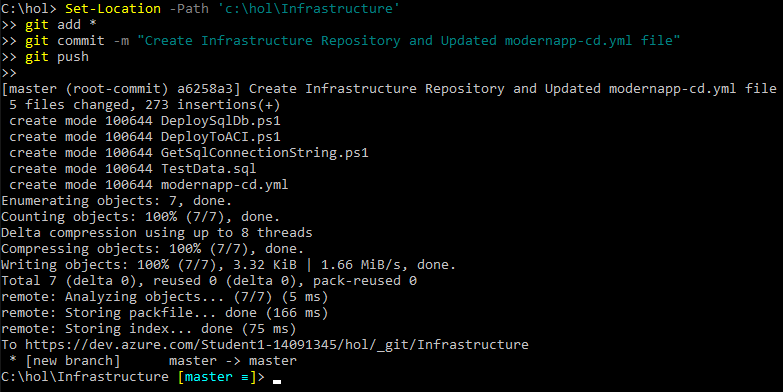 C:\hol> Set-Location -Path 'c:\hol\Infrastructure'
>> git add *
>> git commit -m "Create Infrastructure Repository and Updated modernapp-cd.yml file"
>> git push
>>
[master (root-commit) a6258a3] Create Infrastructure Repository and Updated modernapp-cd.yml file
 5 files changed, 273 insertions(+)
 create mode 100644 DeploySqlDb.ps1
 create mode 100644 DeployToACI.ps1
 create mode 100644 GetSqlConnectionString.ps1
 create mode 100644 TestData.sql
 create mode 100644 modernapp-cd.yml
Enumerating objects: 7, done.
Counting objects: 100% (7/7), done.
Delta compression using up to 8 threads
Compressing objects: 100% (7/7), done.
Writing objects: 100% (7/7), 3.32 KiB | 1.66 MiB/s, done.
Total 7 (delta 0), reused 0 (delta 0), pack-reused 0
remote: Analyzing objects... (7/7) (5 ms)
remote: Storing packfile... done (166 ms)
remote: Storing index... done (75 ms)
To https://dev.azure.com/Student1-14091345/hol/_git/Infrastructure
 * [new branch]      master -> master
C:\hol\Infrastructure [master ≡]>